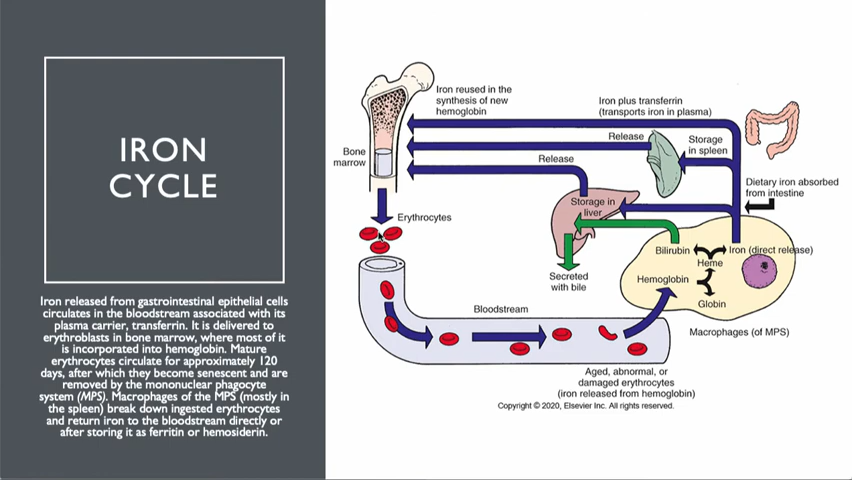 IRON
CYCLE
Iron released from gastrointestinal epithelial cells
circulates in the bloodstream associated with its
plasma carrier, transferrin. It is delivered to
erythroblasts in bone marrow, where most of it
is incorporated into hemoglobin. Mature
erythrocytes circulate for approximately 120
days, after which they become senescent and are
removed by the mononuclear phagocyte
system (MPS). Macrophages of the MPS (mostly in
the spleen) break down ingested erythrocytes
and return iron to the bloodstream directly or
after storing it as ferritin or hemosiderin.
Iron reused in the
synthesis of new
hemoglobin
Iron plus transferrin
(transports iron in plasma)
Release
Storage
in spleen
Bone
marrow
Release
Dietary iron absorbed
from intestine
Storage in
liver
Erythrocytes
Bilirubin
Iron (direct release)
Heme
Secreted
with bile
Hemoglobin
Globin
Bloodstream
Macrophages (of MPS)
Aged, abnormal, or
damaged erythrocytes
(iron released from hemoglobin)
Copyright © 2020, Elsevier Inc. All rights reserved.